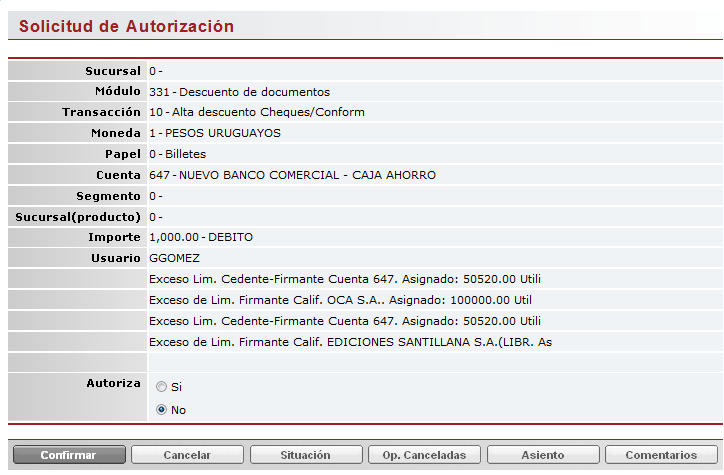 Solicitud de Autorización
Sucursal 0 -
Módulo 331 - Descuento de documentos
Transacción 10 - Alta descuento Cheques/Conform
Moneda 1 - PESOS URUGUAYOS
Papel 0 - Billetes
Cuenta 647 - NUEVO BANCO COMERCIAL - CAJA AHORRO
Segmento 0 -
Sucursal(producto) 0 -
Importe 1,000.00 - DEBITO
Usuario GGOMEZ
Exceso Lim. Cedente-Firmante Cuenta 647. Asignado: 50520.00 Utili
Exceso de Lim. Firmante Calif. OCA S.A.. Asignado: 100000.00 Util
Exceso Lim. Cedente-Firmante Cuenta 647. Asignado: 50520.00 Utili
Exceso de Lim. Firmante Calif. EDICIONES SANTILLANA S.A.(LIBR. As
Autoriza Si
No
Confirmar Cancelar Situación Op. Canceladas Asiento Comentarios